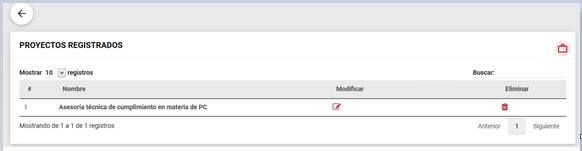 PROYECTOS REGISTRADOS
Mostrar 10 registros Buscar:
# Nombre Modificar Eliminar
1 Asesoría técnica de cumplimiento en materia de PC
Mostrando de 1 a 1 de 1 registros Anterior 1 Siguiente